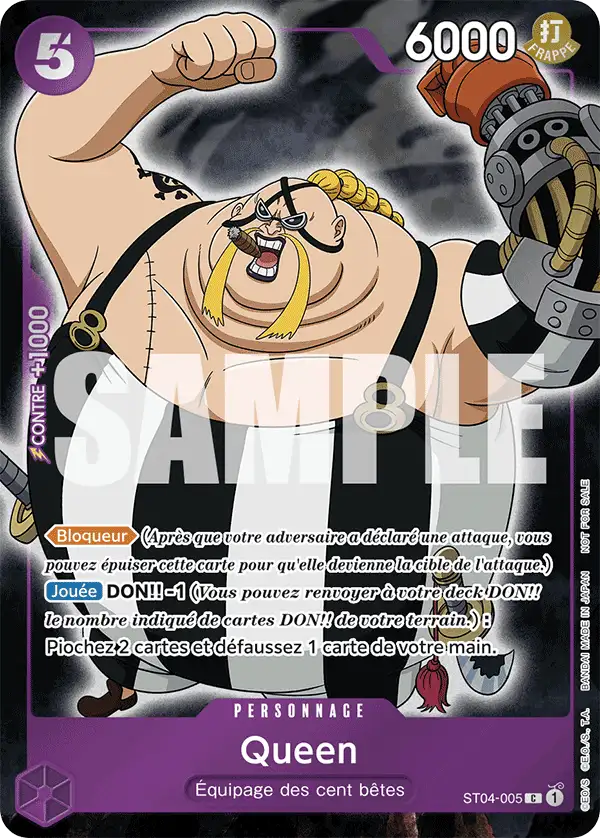 5
6000
打
FRAPPE
CONTRE +1000
SAMPLE
Bloqueur (Après que votre adversaire a déclaré une attaque, vous
pouvez épuiser cette carte pour qu'elle devienne la cible de l'attaque.)
Jouée DON!! -1 (Vous pouvez renvoyer à votre deck DON!!
le nombre indiqué de cartes DON!! de votre terrain.) :
Piochez 2 cartes et défaussez 1 carte de votre main.
PERSONNAGE
Queen
Équipage des cent bêtes
ST04-005 C 1
©E.O/S ©E.O./S., T.A. BANDAI MADE IN JAPAN NOT FOR SALE